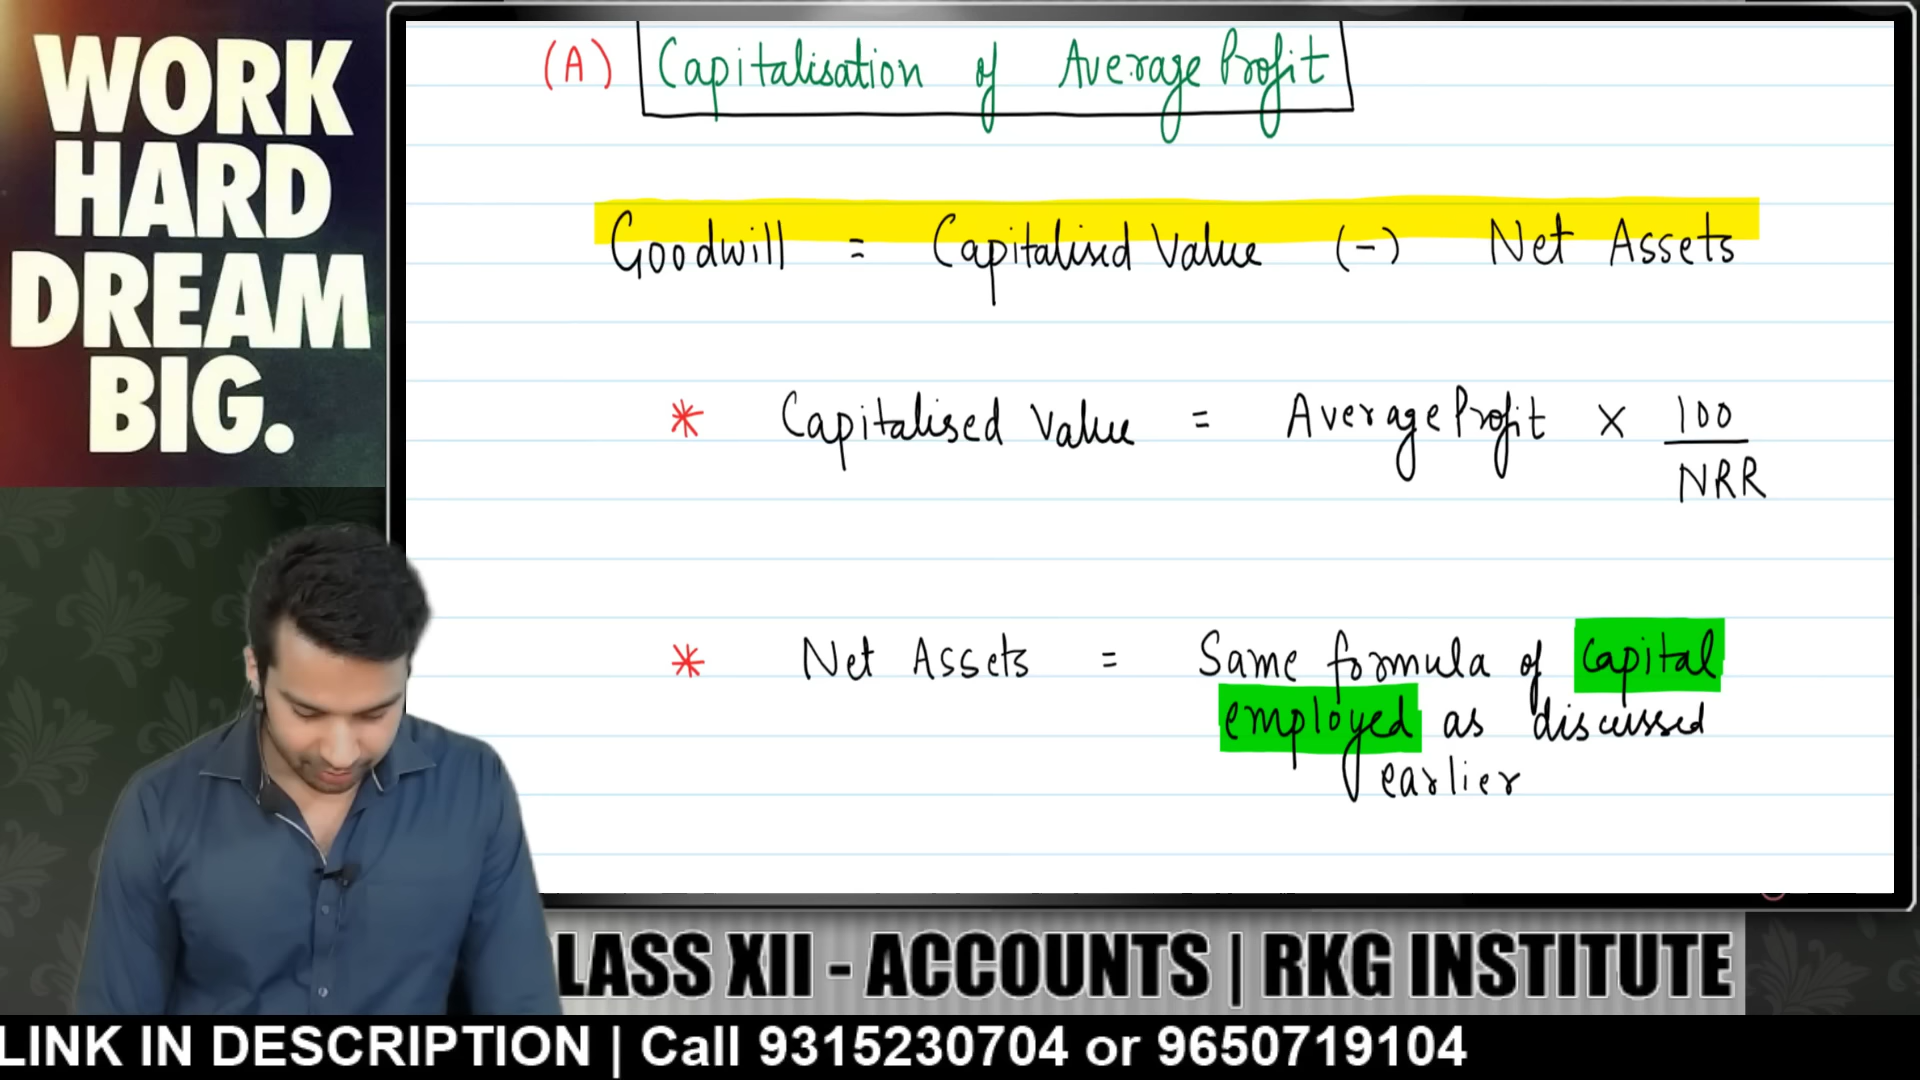 WORK
HARD
DREAM
BIG.
(A) Capitalisation of Average Profit
Goodwill = Capitalised Value (-) Net Assets
* Capitalised Value = Average Profit × 100
NRR
* Net Assets = Same formula of capital
employed as discussed
earlier
LASS XII - ACCOUNTS | RKG INSTITUTE
LINK IN DESCRIPTION | Call 9315230704 or 9650719104